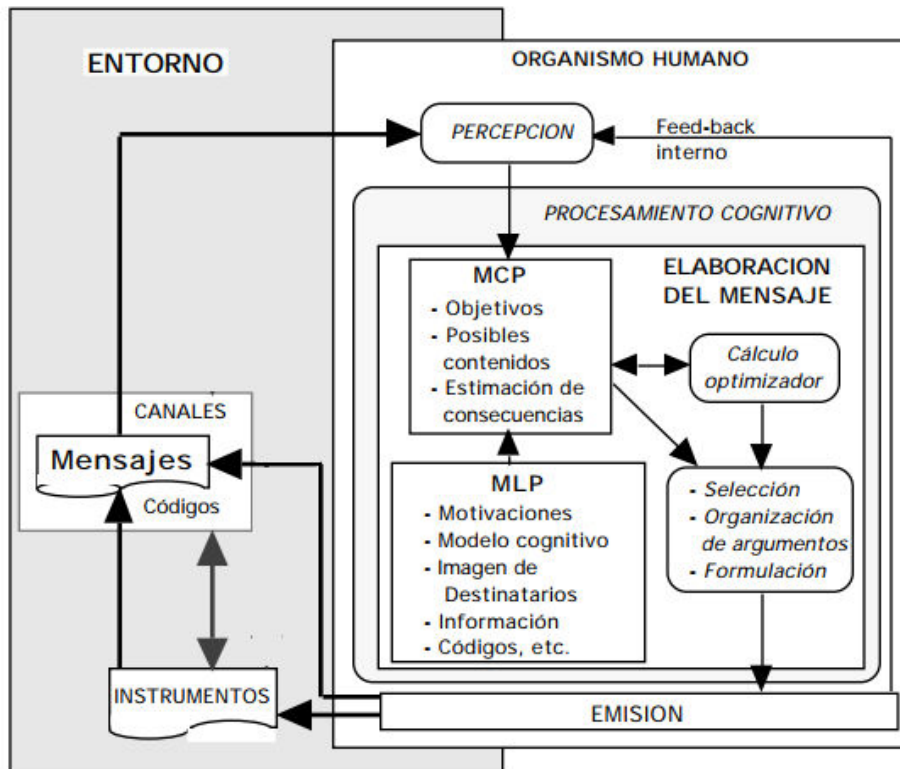 ENTORNO
ORGANISMO HUMANO
PERCEPCION
Feed-back
interno
PROCESAMIENTO COGNITIVO
MCP
- Objetivos
- Posibles
contenidos
- Estimación de
consecuencias
ELABORACION
DEL MENSAJE
Cálculo
optimizador
CANALES
Mensajes
Códigos
MLP
- Motivaciones
- Modelo cognitivo
- Imagen de
Destinatarios
- Información
- Códigos, etc.
- Selección
- Organización
de argumentos
- Formulación
INSTRUMENTOS
EMISION